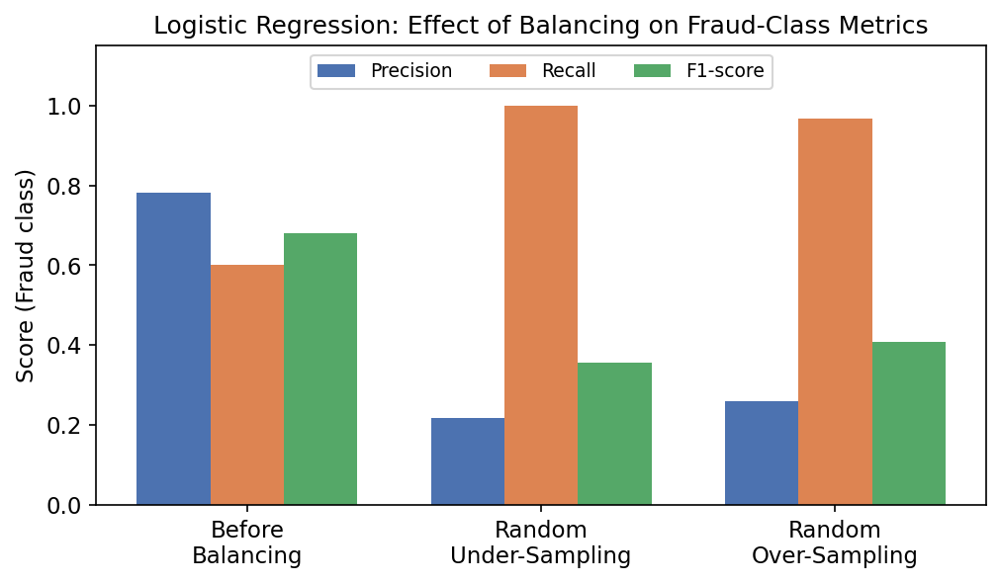 Logistic Regression: Effect of Balancing on Fraud-Class Metrics
Precision Recall F1-score
Score (Fraud class)
1.0
0.8
0.6
0.4
0.2
0.0
Before Balancing
Random Under-Sampling
Random Over-Sampling